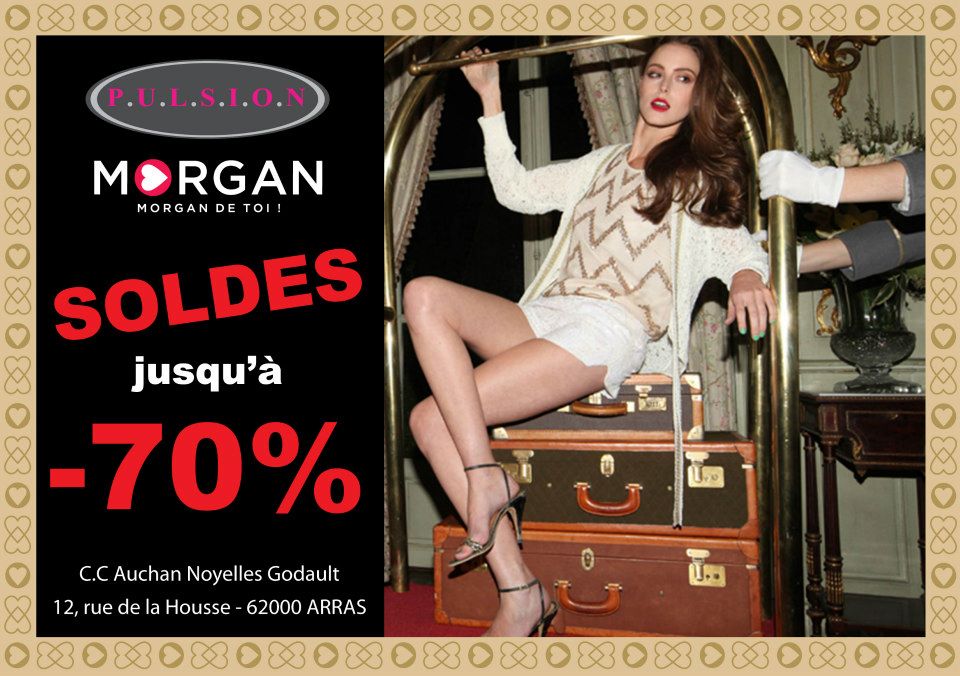 P.U.L.S.I.O.N
MORGAN
MORGAN DE TOI !
SOLDES
jusqu'à
-70%
C.C Auchan Noyelles Godault
12, rue de la Housse - 62000 ARRAS